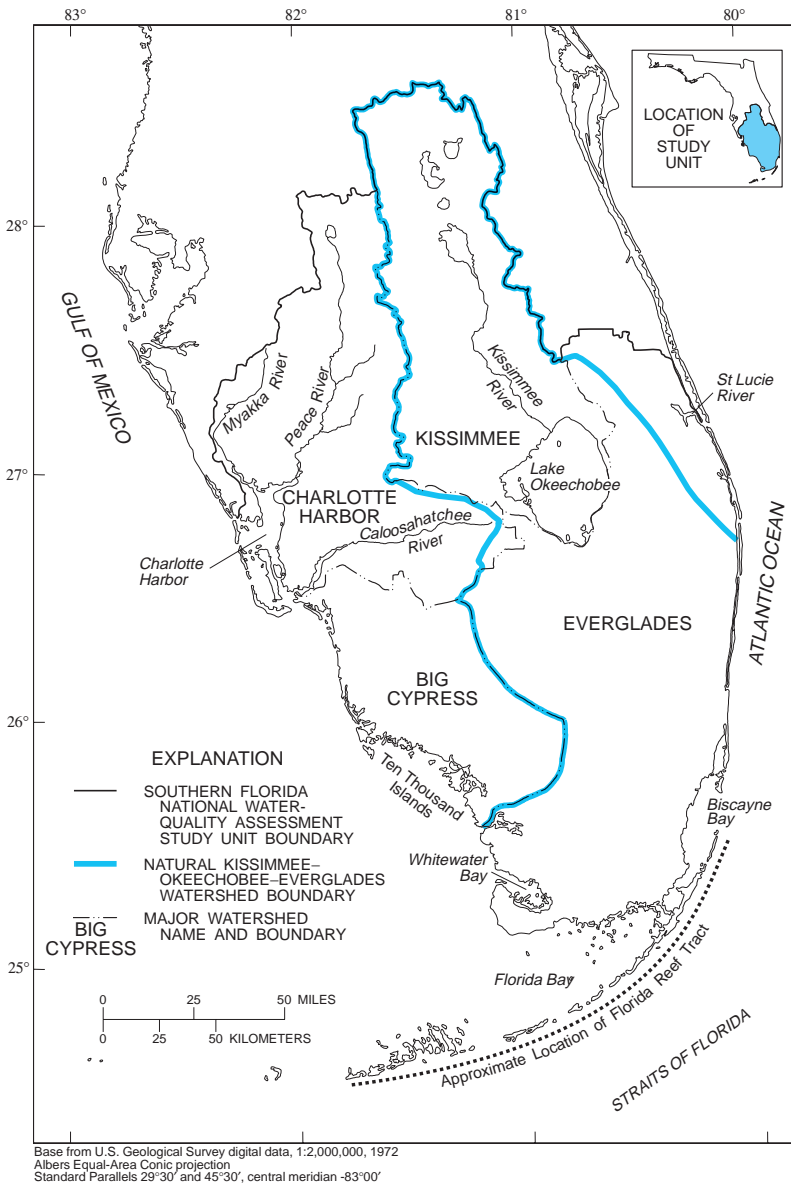 83°
82°
81°
80°
28°
27°
26°
25°
LOCATION
OF
STUDY
UNIT
GULF OF MEXICO
Myakka River
Peace River
Kissimmee
River
St Lucie
River
KISSIMMEE
Lake
Okeechobee
CHARLOTTE
HARBOR
Caloosahatchee
River
Charlotte
Harbor
ATLANTIC OCEAN
EVERGLADES
BIG
CYPRESS
Ten Thousand
Islands
Biscayne
Bay
Whitewater
Bay
Florida Bay
Approximate Location of Florida Reef Tract
STRAITS OF FLORIDA
EXPLANATION
SOUTHERN FLORIDA
NATIONAL WATER-
QUALITY ASSESSMENT
STUDY UNIT BOUNDARY
NATURAL KISSIMMEE–
OKEECHOBEE–EVERGLADES
WATERSHED BOUNDARY
BIG
CYPRESS
MAJOR WATERSHED
NAME AND BOUNDARY
0 25 50 MILES
0 25 50 KILOMETERS
Base from U.S. Geological Survey digital data, 1:2,000,000, 1972
Albers Equal-Area Conic projection
Standard Parallels 29°30′ and 45°30′, central meridian -83°00′